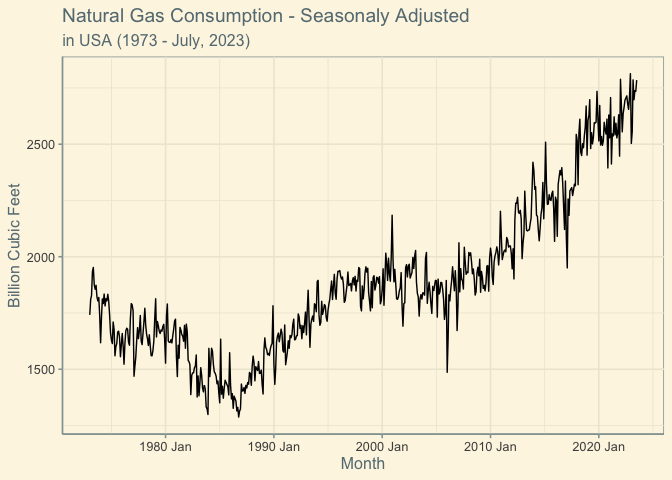 Natural Gas Consumption - Seasonaly Adjusted
in USA (1973 - July, 2023)
Billion Cubic Feet
2500
2000
1500
1980 Jan
1990 Jan
2000 Jan
2010 Jan
2020 Jan
Month